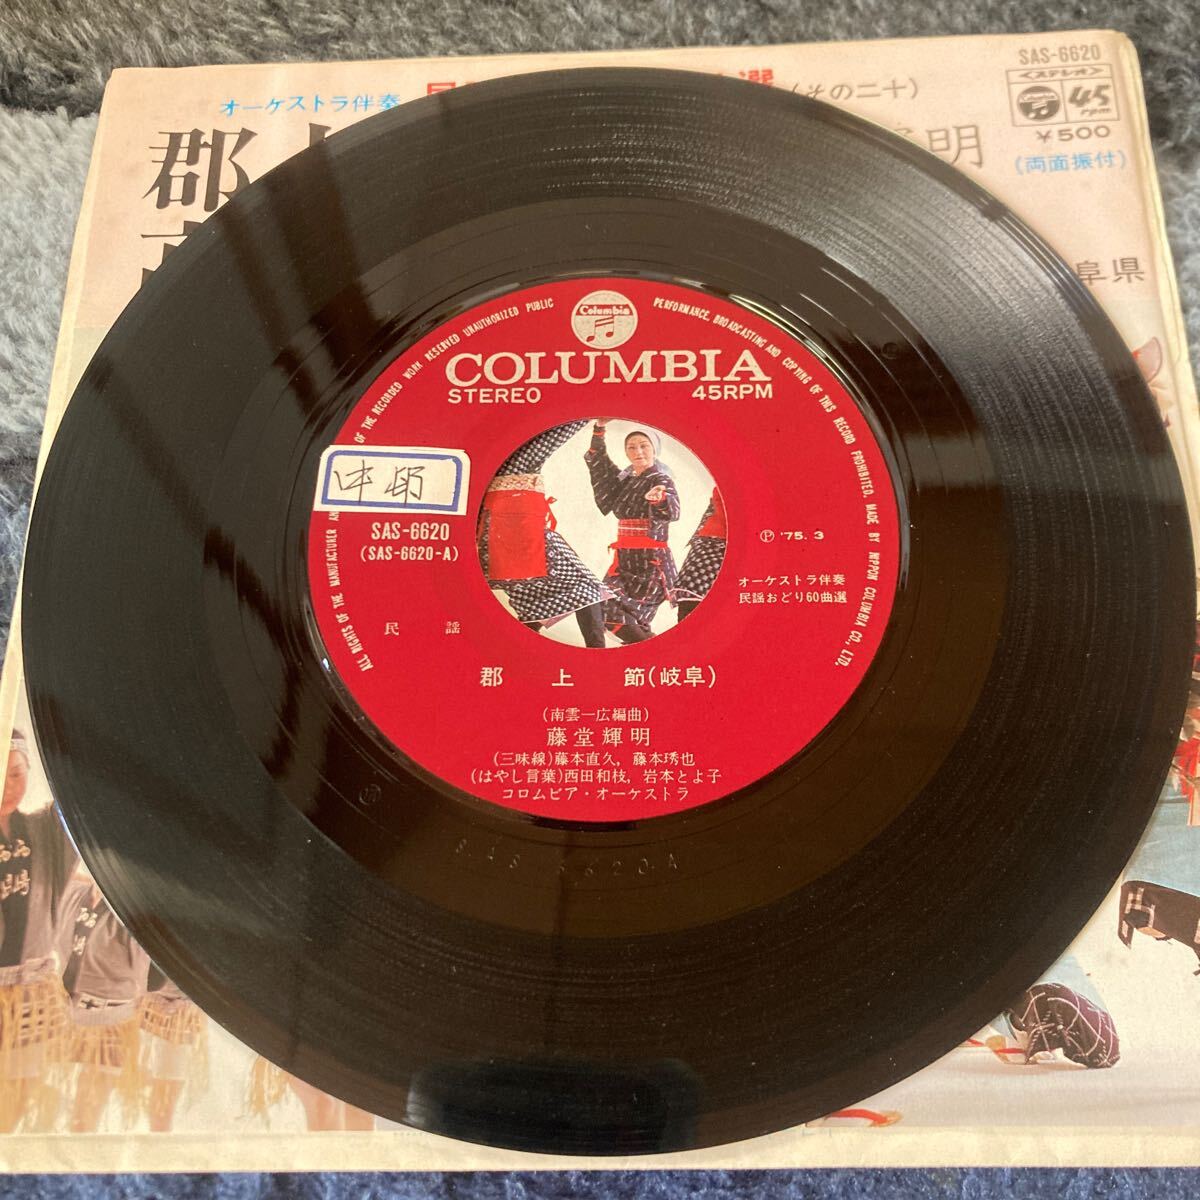 SAS-6620
〈ステレオ〉
45
rpm
¥500
オーケストラ伴奏
選
(その二十)
郡上
明
(両面振付)
阜県
ALL RIGHTS OF THE MANUFACTURER AND OF THE RECORDED WORK RESERVED UNAUTHORIZED PUBLIC PERFORMANCE, BROADCASTING AND COPYING OF THIS RECORD PROHIBITED. MADE BY NIPPON COLUMBIA CO., LTD.
Columbia
COLUMBIA
STEREO 45RPM
SAS-6620
(SAS-6620-A)
Ⓟ '75. 3
オーケストラ伴奏
民謡おどり60曲選
民謡
郡上節(岐阜)
(南雲一広編曲)
藤堂輝明
(三味線)藤本直久, 藤本琇也
(はやし言葉)西田和枝, 岩本とよ子
コロムビア・オーケストラ